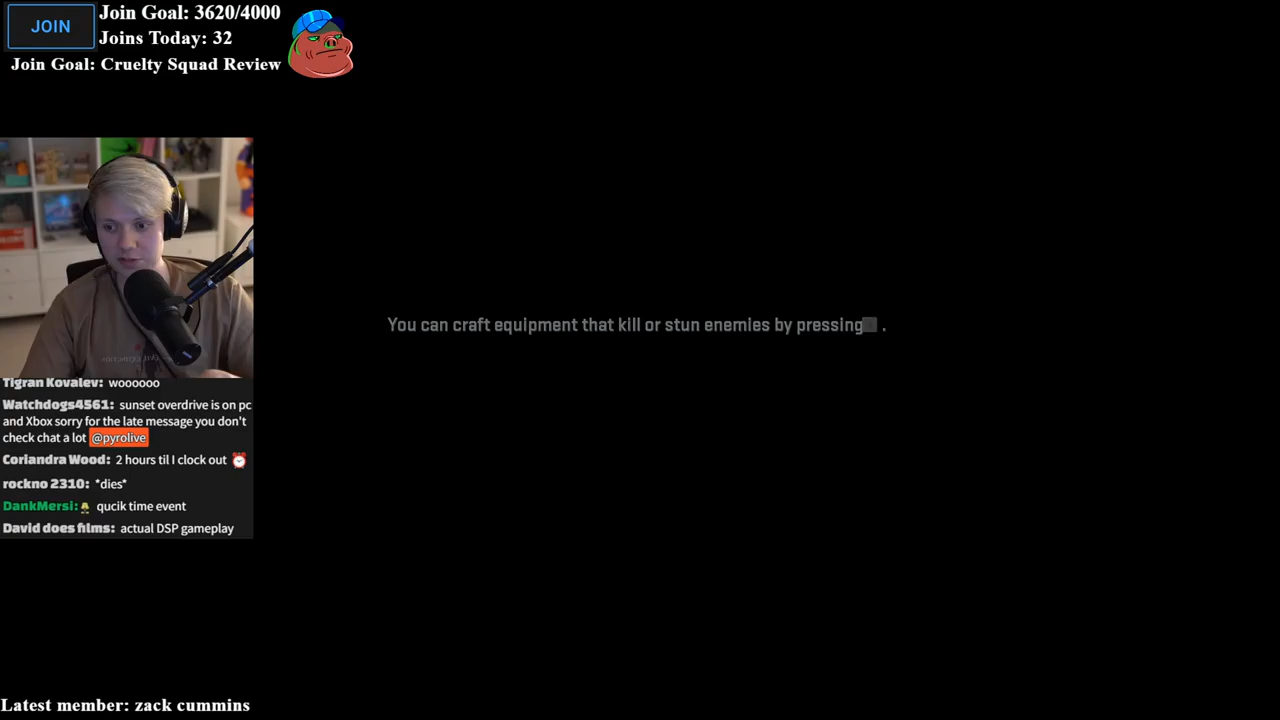 JOIN
Join Goal: 3620/4000
Joins Today: 32
Join Goal: Cruelty Squad Review
You can craft equipment that kill or stun enemies by pressing .
Tigran Kovalev: woooooo
Watchdogs4561: sunset overdrive is on pc
and Xbox sorry for the late message you don't
check chat a lot @pyrolive
Coriandra Wood: 2 hours til I clock out
rockno 2310: *dies*
DankMersi: qucik time event
David does films: actual DSP gameplay
Latest member: zack cummins